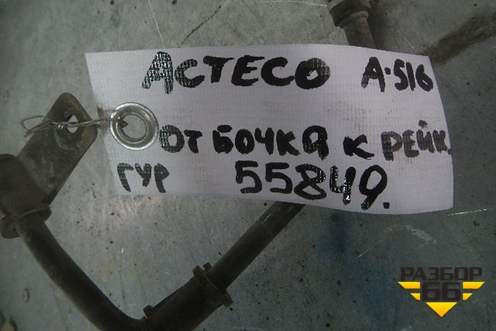 ACTECO A-516
ОТ БОЧКА К РЕЙК.
ГУР 55849.
РАЗБОР
66